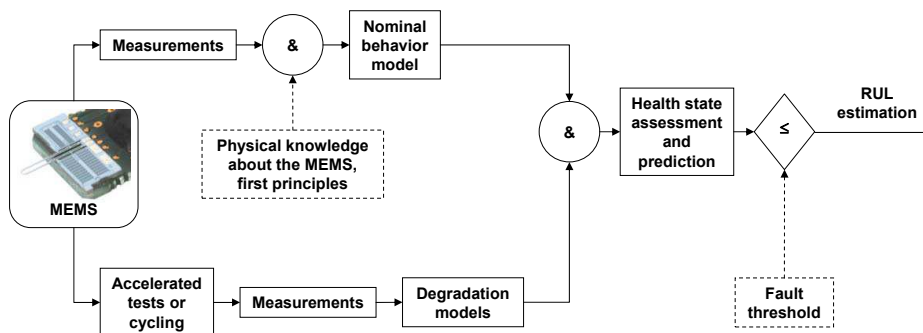 Measurements
&
Nominal
behavior
model
Physical knowledge
about the MEMS,
first principles
MEMS
Accelerated
tests or
cycling
Measurements
Degradation
models
&
Health state
assessment
and
prediction
≤
RUL
estimation
Fault
threshold